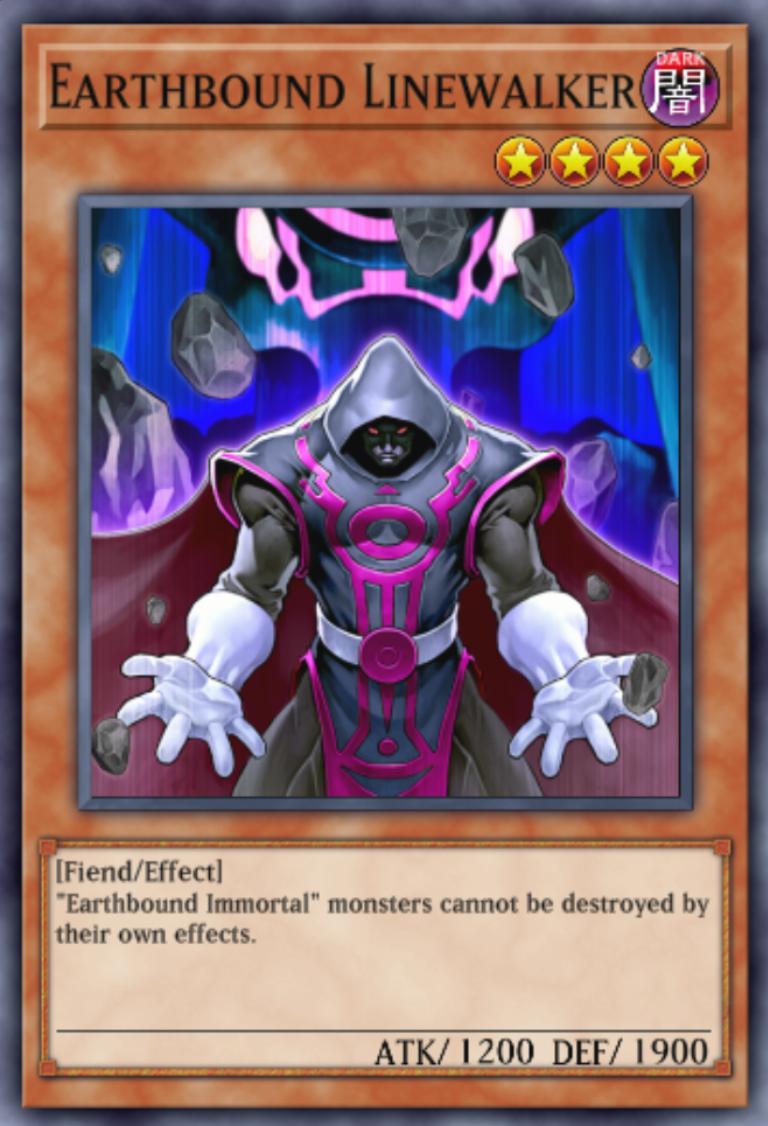 EARTHBOUND LINEWALKER
DARK
闇
[Fiend/Effect]
"Earthbound Immortal" monsters cannot be destroyed by
their own effects.
ATK/ 1200 DEF/ 1900